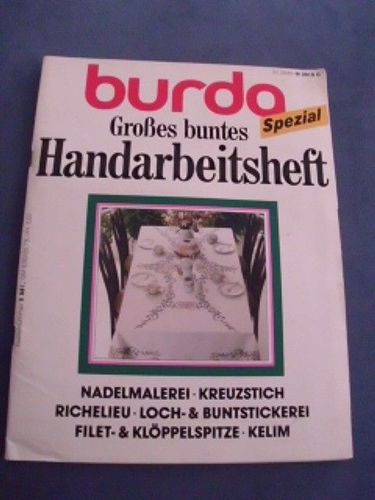 burda
Spezial
Großes buntes
Handarbeitsheft
NADELMALEREI · KREUZSTICH
RICHELIEU · LOCH- & BUNTSTICKEREI
FILET- & KLÖPPELSPITZE · KELIM